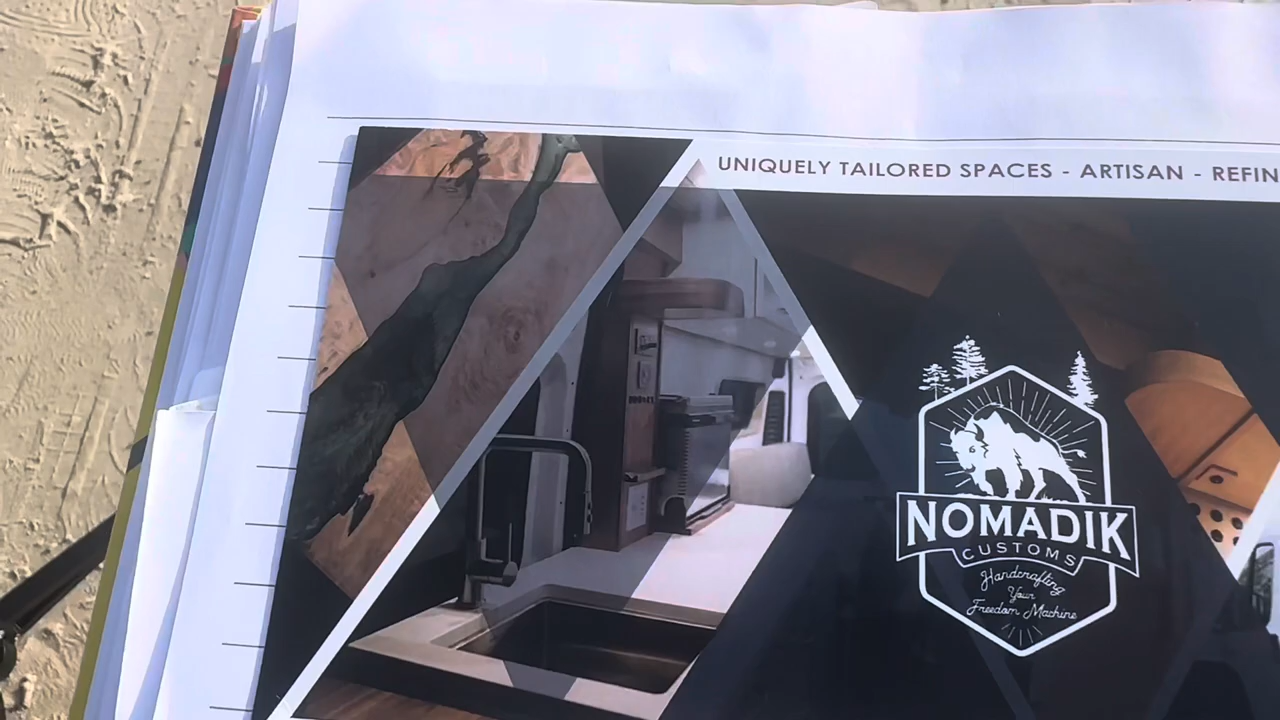 UNIQUELY TAILORED SPACES - ARTISAN - REFIN
NOMADIK
CUSTOMS
Handcrafting
Your
Freedom Machine